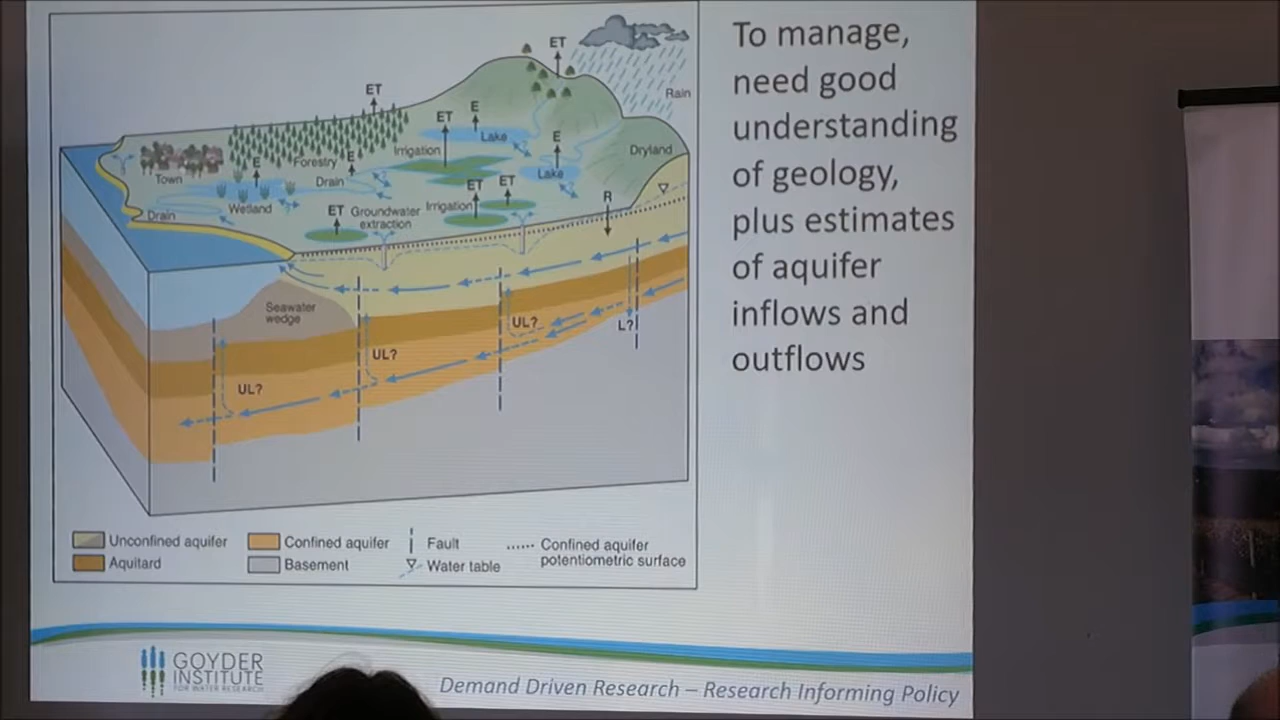 To manage,
need good
understanding
of geology,
plus estimates
of aquifer
inflows and
outflows
ET
Rain
ET
E
ET
Lake
E
Irrigation
Dryland
Town
E
Forestry
E
Drain
Lake
ET
ET
R
Drain
Wetland
ET
Groundwater
extraction
Irrigation
Seawater
wedge
UL?
UL?
UL?
L?
Unconfined aquifer
Confined aquifer
Fault
Confined aquifer
potentiometric surface
Aquitard
Basement
Water table
GOYDER
INSTITUTE
FOR WATER RESEARCH
Demand Driven Research – Research Informing Policy